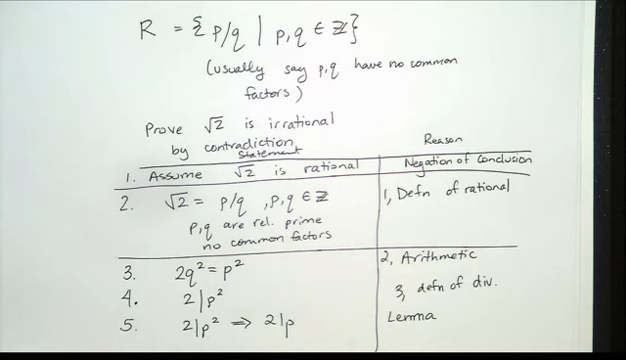 R = { p/q | p,q ∈ ℤ}
(usually say p,q have no common
factors)
Prove √2 is irrational
by contradiction
Statement
Reason
1. Assume √2 is rational
Negation of Conclusion
2. √2 = p/q , p,q ∈ ℤ
1, Defn of rational
p,q are rel. prime
no common factors
3. 2q² = p²
2, Arithmetic
4. 2|p²
3, defn of div.
5. 2|p² ⟹ 2|p
Lemma